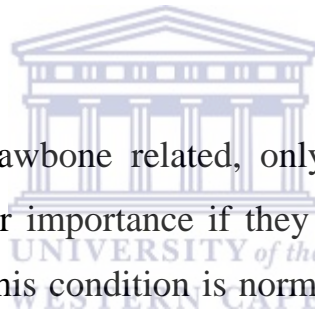 awbone related, only
r importance if they
UNIVERSITY of the
his condition is norm
WESTERN CAPE